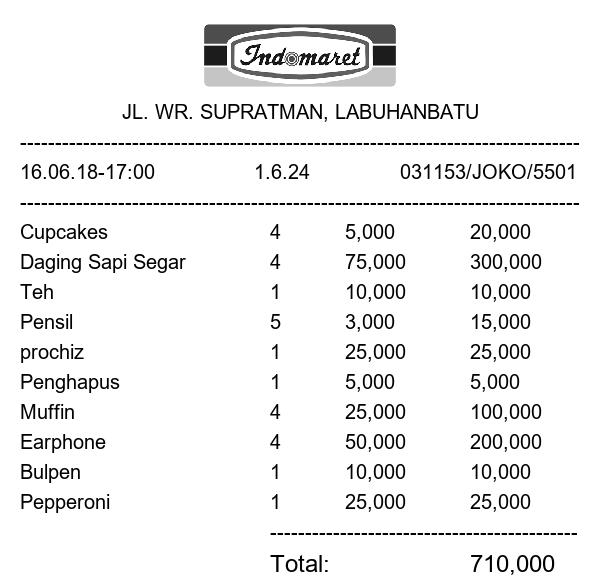 Indomaret
JL. WR. SUPRATMAN, LABUHANBATU
---------------------------------------------------------------------------------
16.06.18-17:00 1.6.24 031153/JOKO/5501
---------------------------------------------------------------------------------
Cupcakes 4 5,000 20,000
Daging Sapi Segar 4 75,000 300,000
Teh 1 10,000 10,000
Pensil 5 3,000 15,000
prochiz 1 25,000 25,000
Penghapus 1 5,000 5,000
Muffin 4 25,000 100,000
Earphone 4 50,000 200,000
Bulpen 1 10,000 10,000
Pepperoni 1 25,000 25,000
--------------------------------------------
Total: 710,000